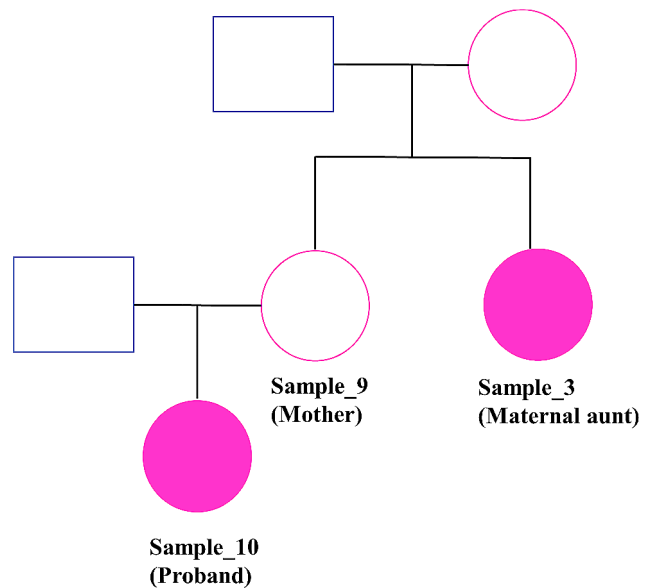 Sample_9
(Mother)
Sample_3
(Maternal aunt)
Sample_10
(Proband)